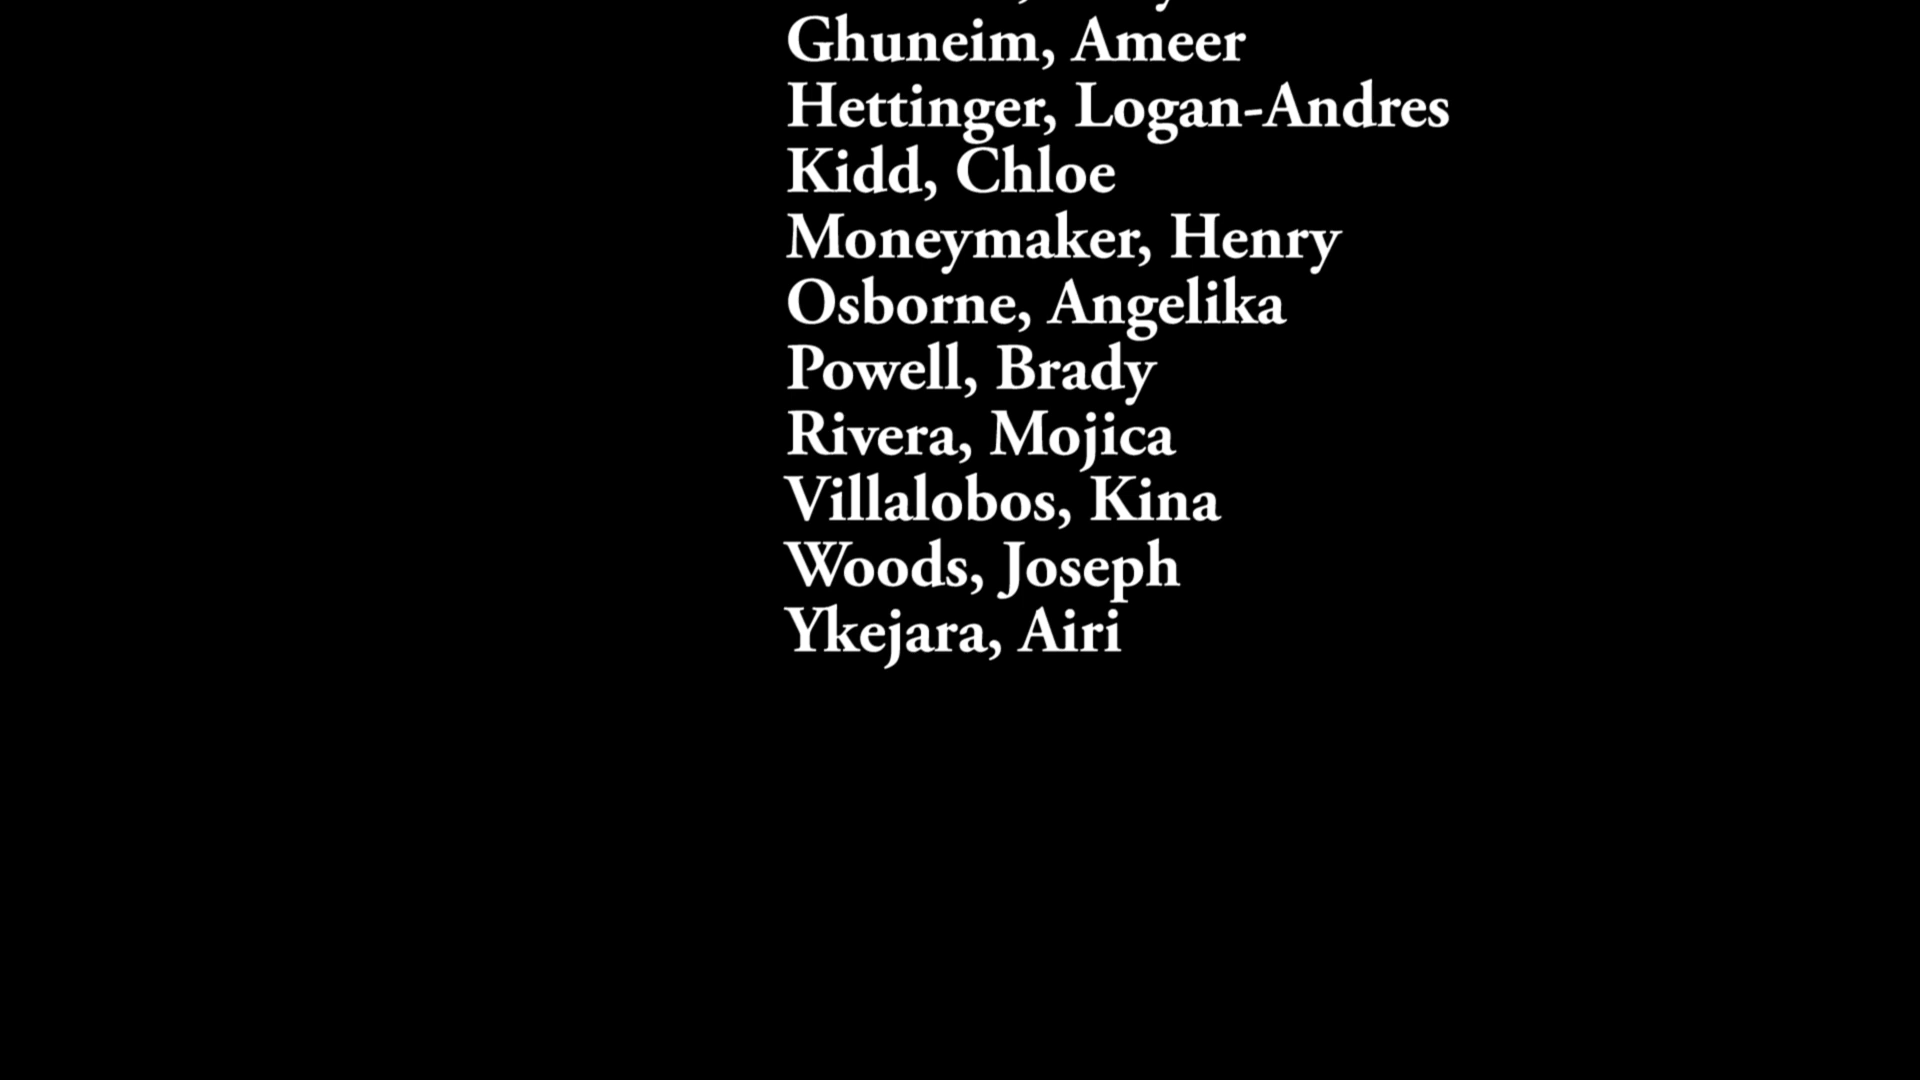 Ghuneim, Ameer
Hettinger, Logan-Andres
Kidd, Chloe
Moneymaker, Henry
Osborne, Angelika
Powell, Brady
Rivera, Mojica
Villalobos, Kina
Woods, Joseph
Ykejara, Airi